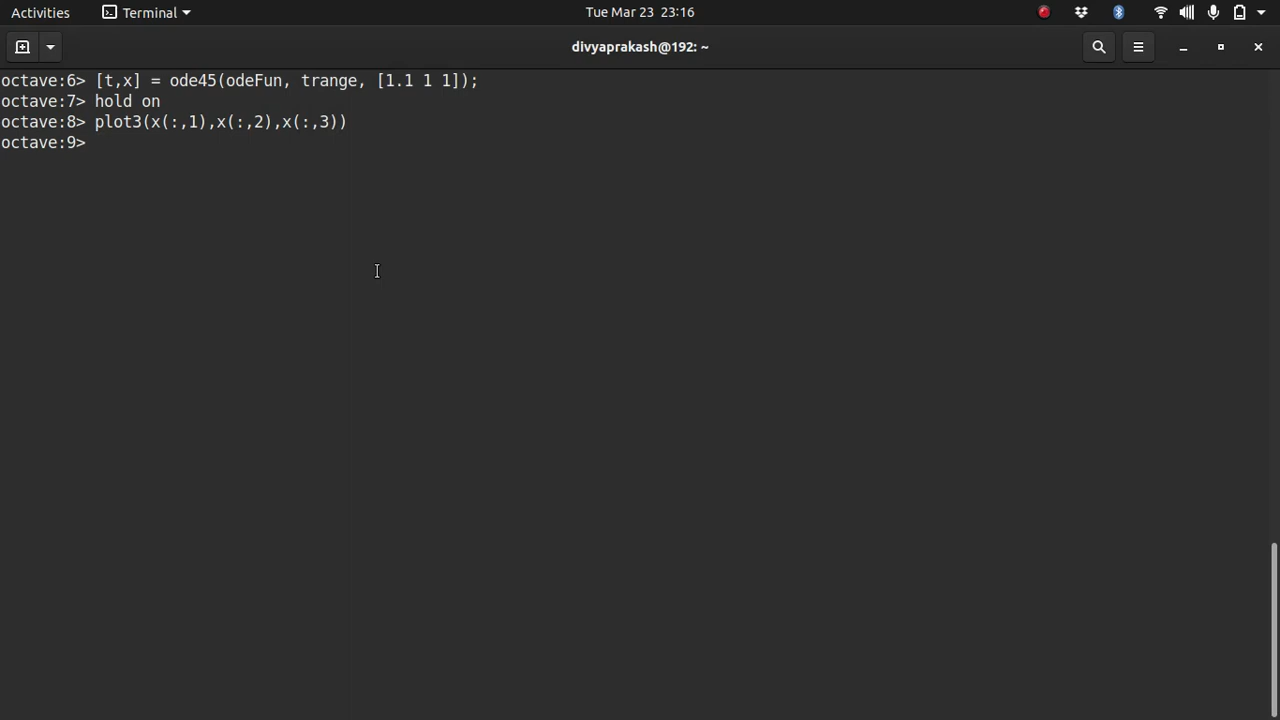 Activities Terminal Tue Mar 23 23:16
divyaprakash@192: ~
octave:6> [t,x] = ode45(odeFun, trange, [1.1 1 1]);
octave:7> hold on
octave:8> plot3(x(:,1),x(:,2),x(:,3))
octave:9>